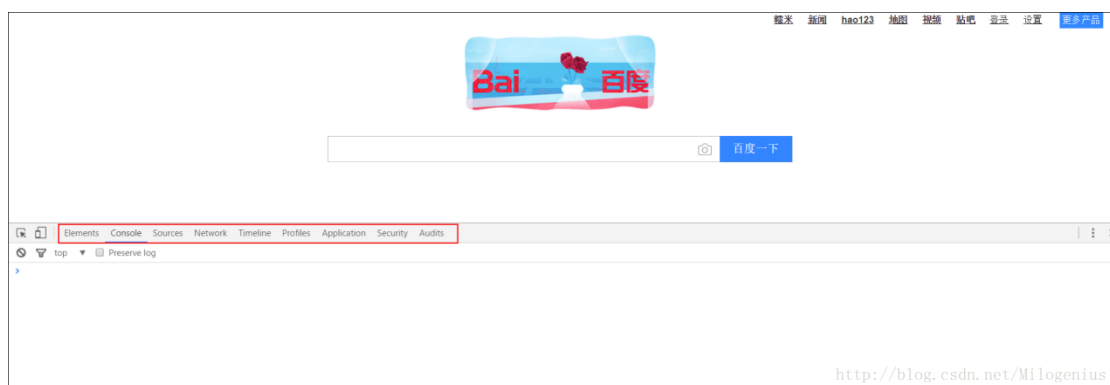 糯米 新闻 hao123 地图 视频 贴吧 登录 设置 更多产品
Bai 百度
百度一下
Elements Console Sources Network Timeline Profiles Application Security Audits
top Preserve log
http://blog.csdn.net/Milogenius